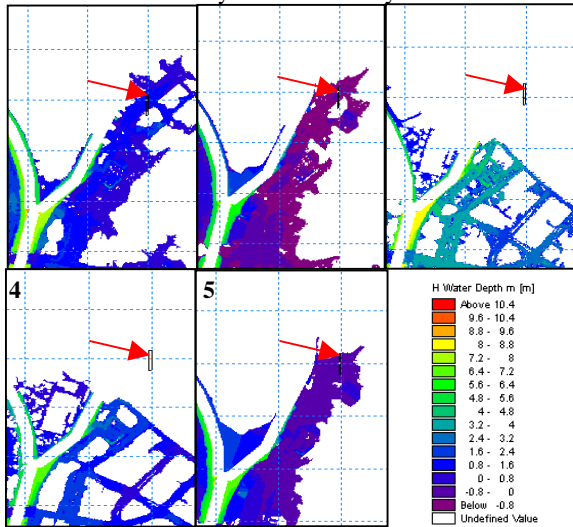 4
5
H Water Depth m [m]
Above 10.4
9.6 - 10.4
8.8 - 9.6
8 - 8.8
7.2 - 8
6.4 - 7.2
5.6 - 6.4
4.8 - 5.6
4 - 4.8
3.2 - 4
2.4 - 3.2
1.6 - 2.4
0.8 - 1.6
0 - 0.8
-0.8 - 0
Below -0.8
Undefined Value